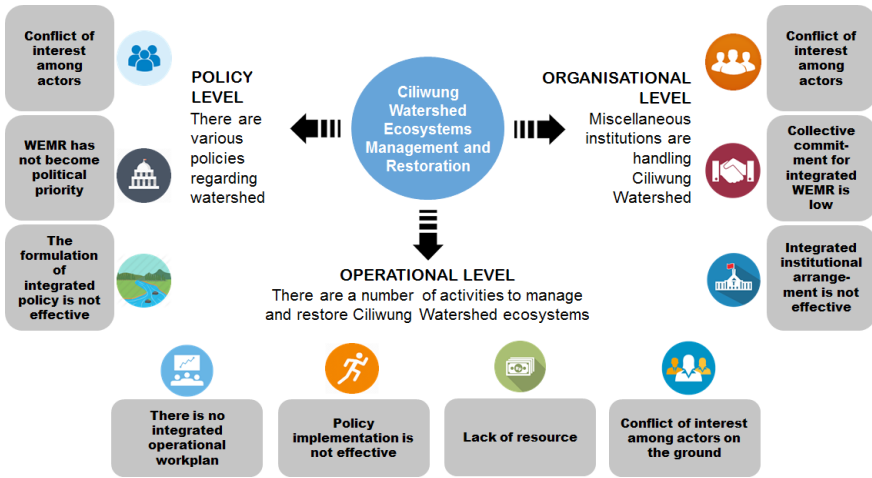 Conflict of
interest
among
actors
WEMR has
not become
political
priority
The
formulation
of
integrated
policy is not
effective
POLICY
LEVEL
There are
various
policies
regarding
watershed
Ciliwung
Watershed
Ecosystems
Management and
Restoration
ORGANISATIONAL
LEVEL
Miscellaneous
institutions are
handling
Ciliwung
Watershed
Conflict of
interest
among
actors
Collective
commit-
ment for
integrated
WEMR is
low
Integrated
institutional
arrange-
ment is not
effective
OPERATIONAL LEVEL
There are a number of activities to manage
and restore Ciliwung Watershed ecosystems
There is no
integrated
operational
workplan
Policy
implementation is
not effective
Lack of resource
Conflict of interest
among actors on
the ground